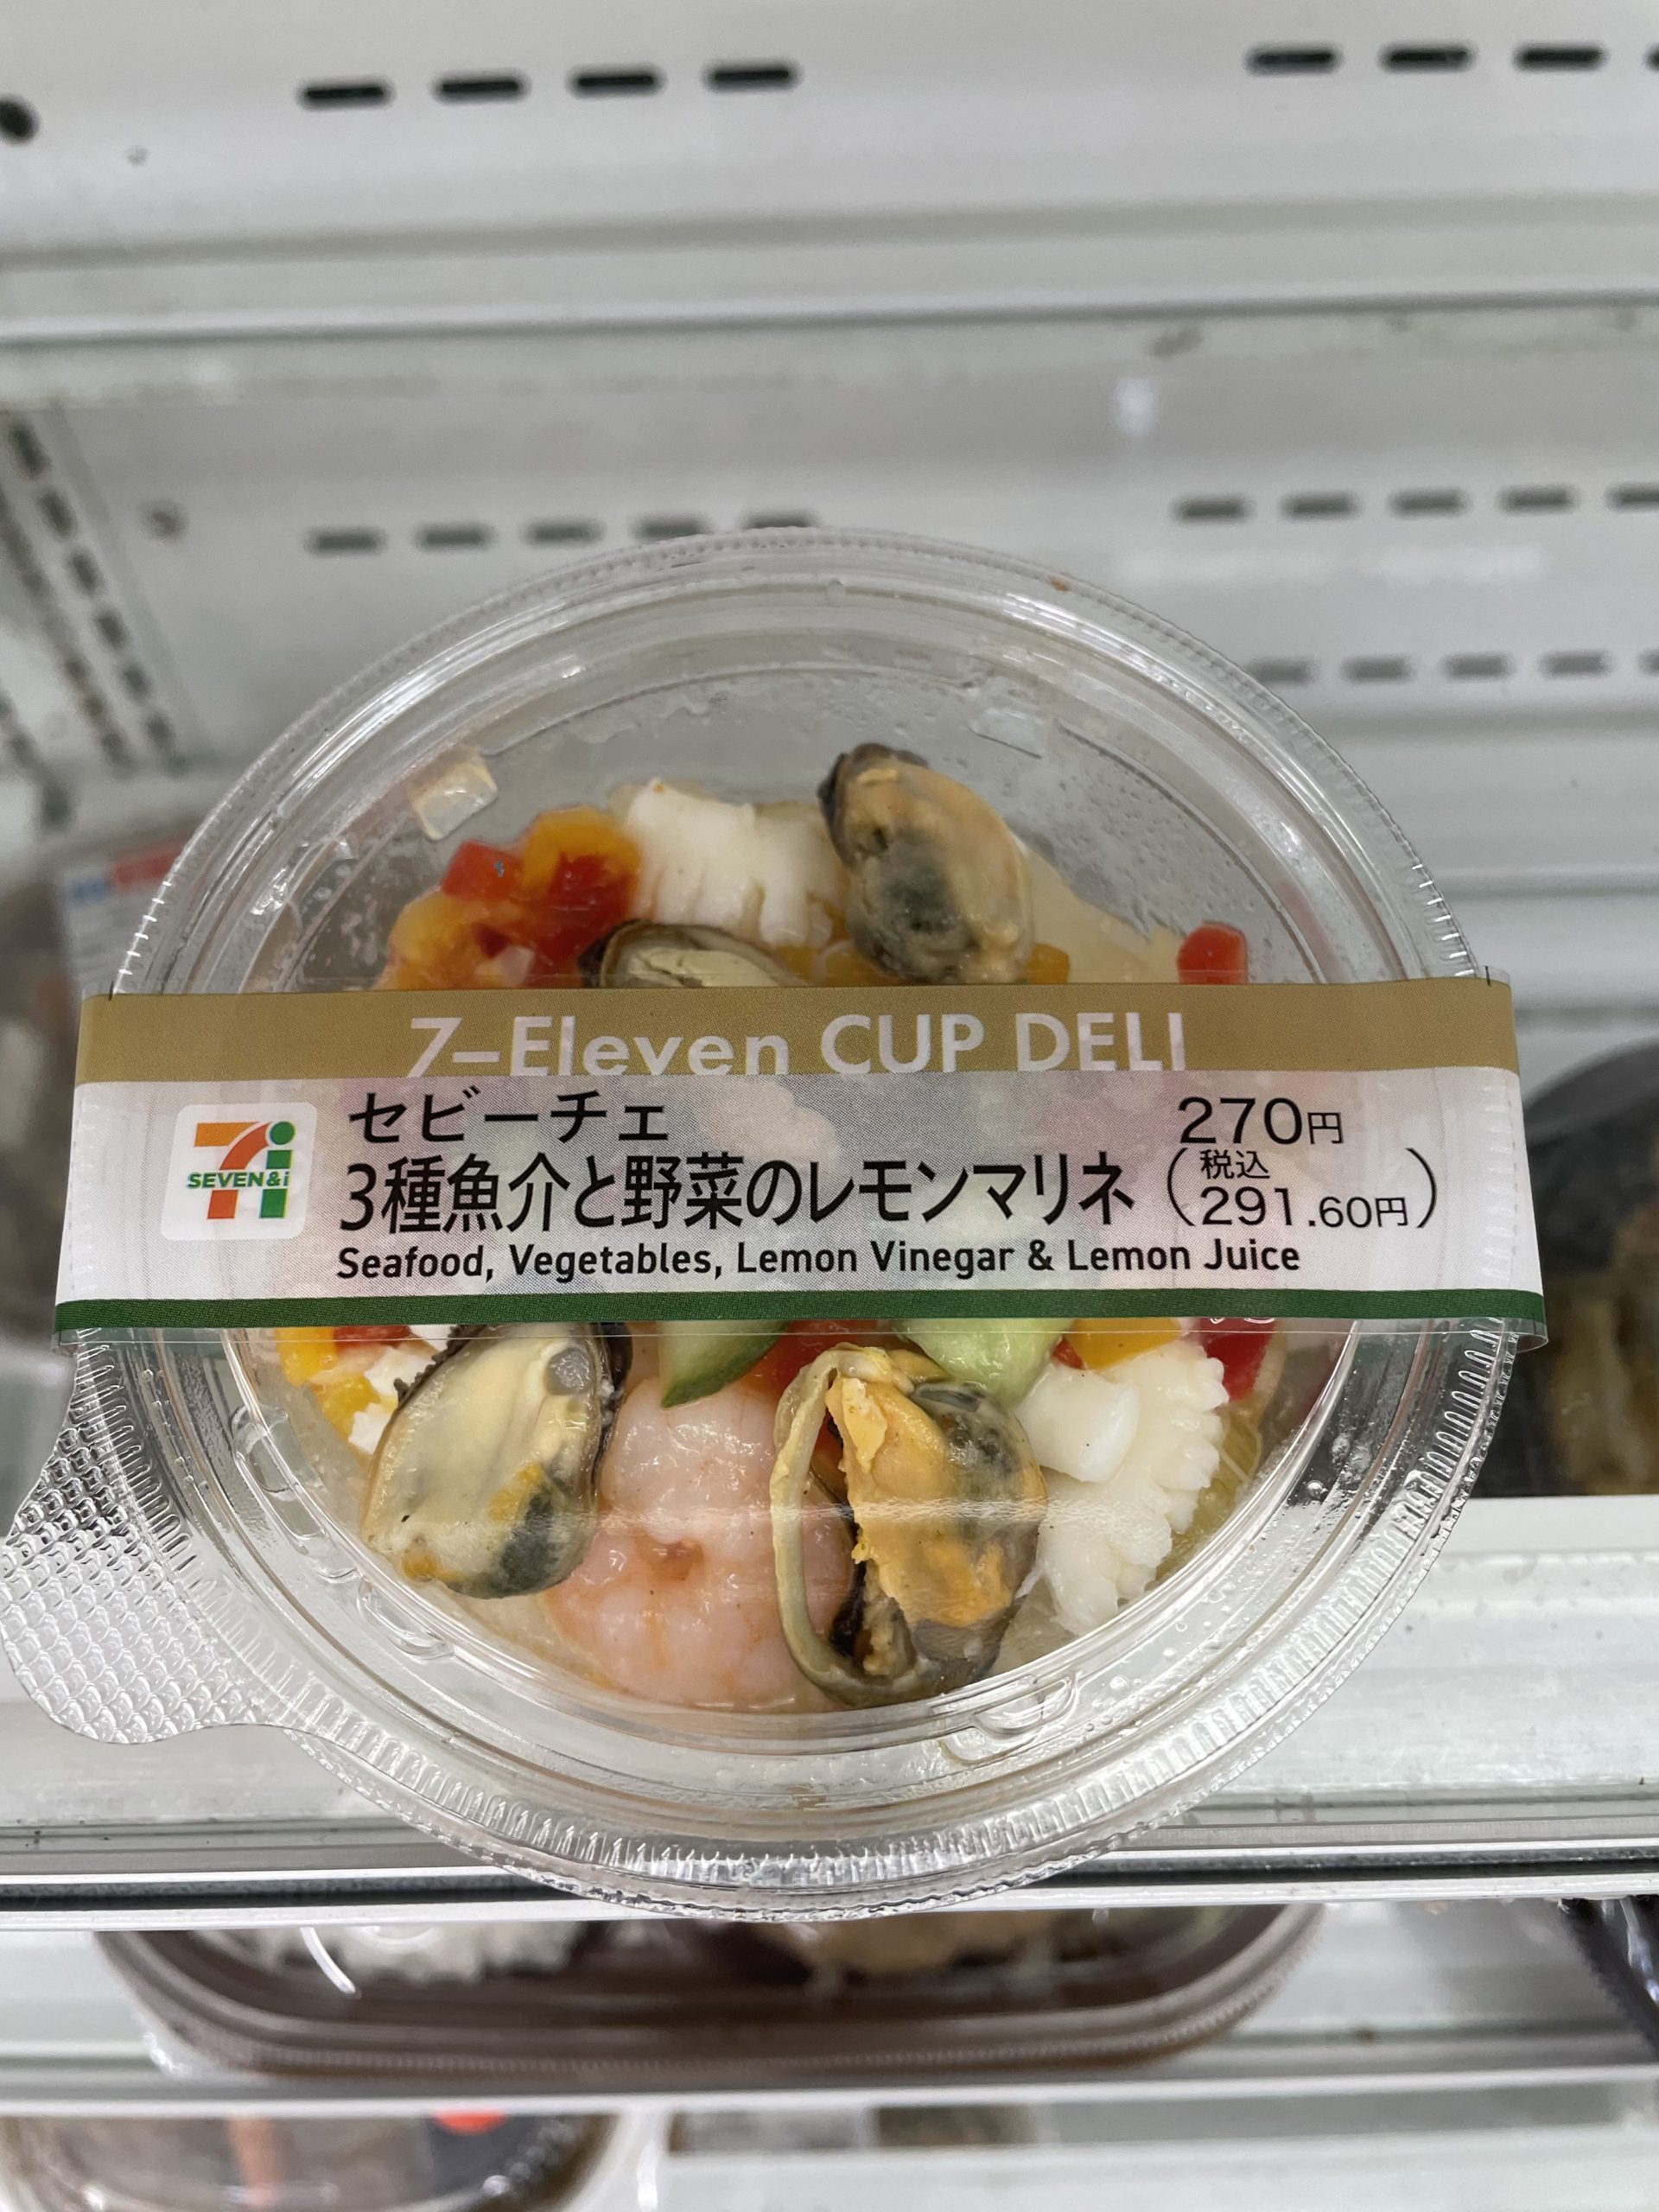 7-Eleven CUP DELI
SEVEN&i
セビーチェ
3種魚介と野菜のレモンマリネ
270円
(税込
291.60円)
Seafood, Vegetables, Lemon Vinegar & Lemon Juice